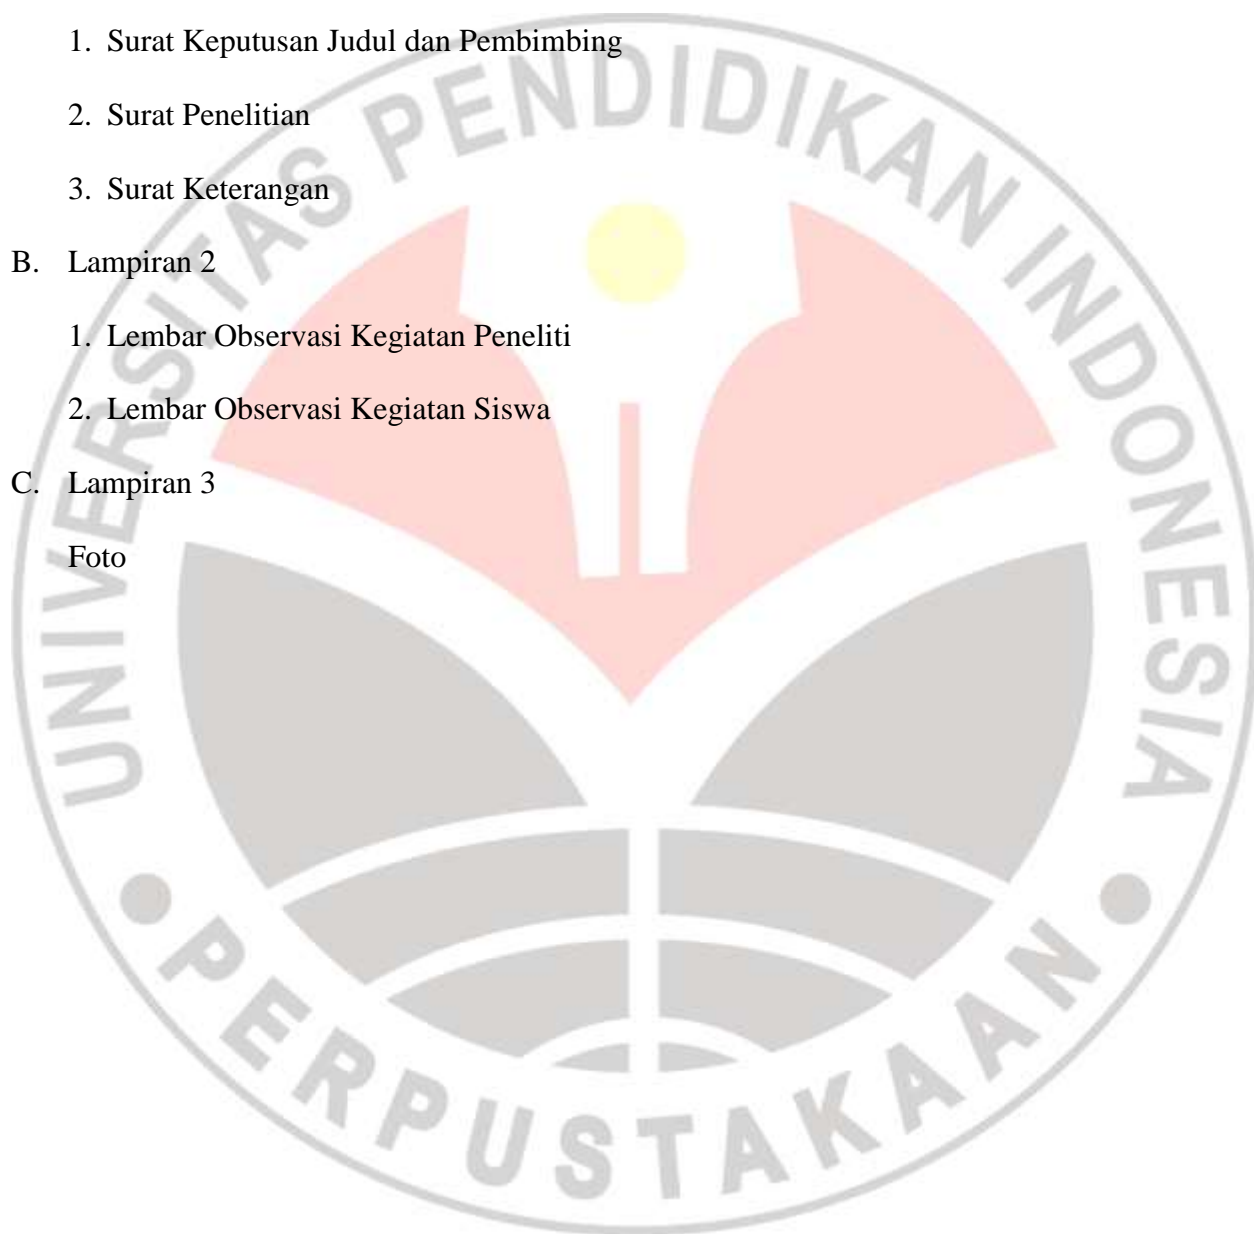 1. Surat Keputusan Judul dan Pembimbing
2. Surat Penelitian
3. Surat Keterangan
B. Lampiran 2
1. Lembar Observasi Kegiatan Peneliti
2. Lembar Observasi Kegiatan Siswa
C. Lampiran 3
Foto
UNIVERSITAS PENDIDIKAN INDONESIA
PERPUSTAKAAN